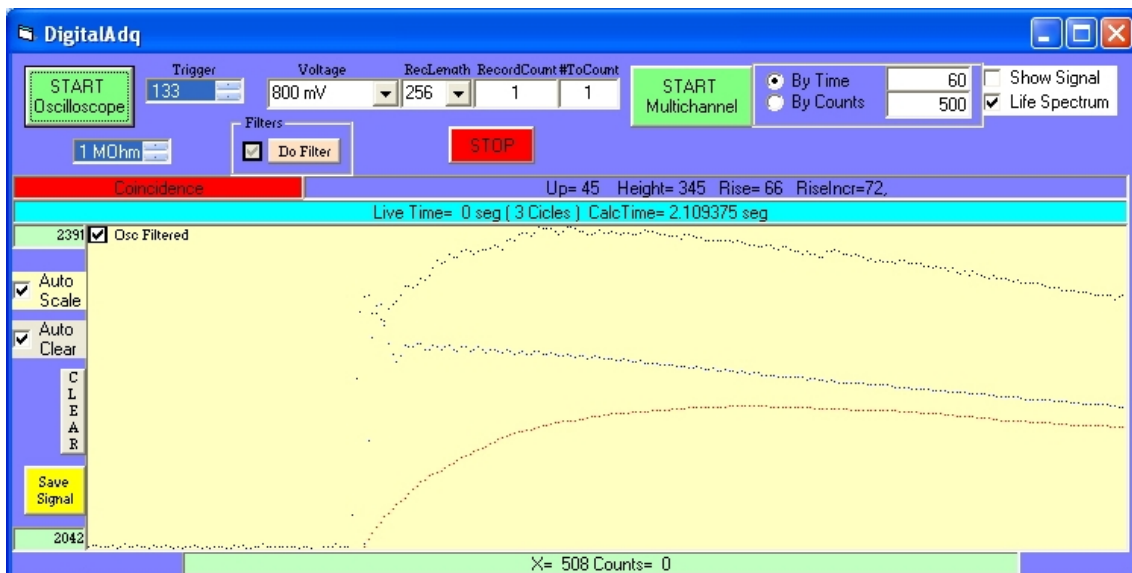 DigitalAdq
START
Oscilloscope
Trigger
133
Voltage
800 mV
RecLength
256
RecordCount
1
#ToCount
1
START
Multichannel
By Time
60
By Counts
500
Show Signal
Life Spectrum
1 MOhm
Filters
Do Filter
STOP
Coincidence
Up= 45 Height= 345 Rise= 66 RiseIncr=72,
Live Time= 0 seg ( 3 Cicles ) CalcTime= 2.109375 seg
2391
Osc Filtered
Auto
Scale
Auto
Clear
C
L
E
A
R
Save
Signal
2042
X= 508 Counts= 0